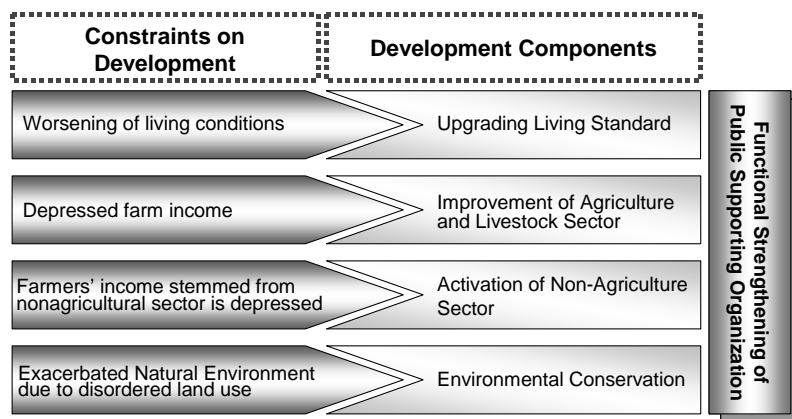 Constraints on
Development
Development Components
Worsening of living conditions
Upgrading Living Standard
Depressed farm income
Improvement of Agriculture
and Livestock Sector
Farmers' income stemmed from
nonagricultural sector is depressed
Activation of Non-Agriculture
Sector
Exacerbated Natural Environment
due to disordered land use
Environmental Conservation
Functional Strengthening of
Public Supporting Organization